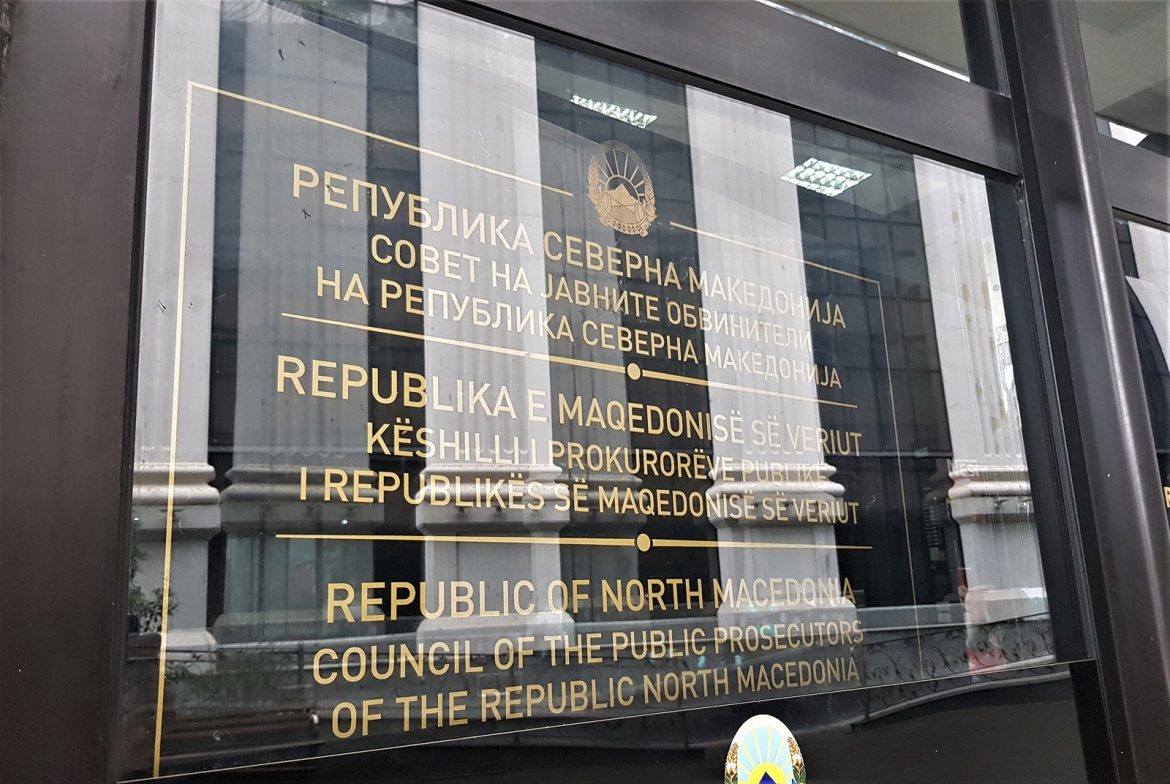 РЕПУБЛИКА СЕВЕРНА МАКЕДОНИЈА
СОВЕТ НА ЈАВНИТЕ ОБВИНИТЕЛИ
НА РЕПУБЛИКА СЕВЕРНА МАКЕДОНИЈА
REPUBLIKA E MAQEDONISË SË VERIUT
KËSHILLI I PROKURORËVE PUBLIKE
I REPUBLIKËS SË MAQEDONISË SË VERIUT
REPUBLIC OF NORTH MACEDONIA
COUNCIL OF THE PUBLIC PROSECUTORS
OF THE REPUBLIC NORTH MACEDONIA